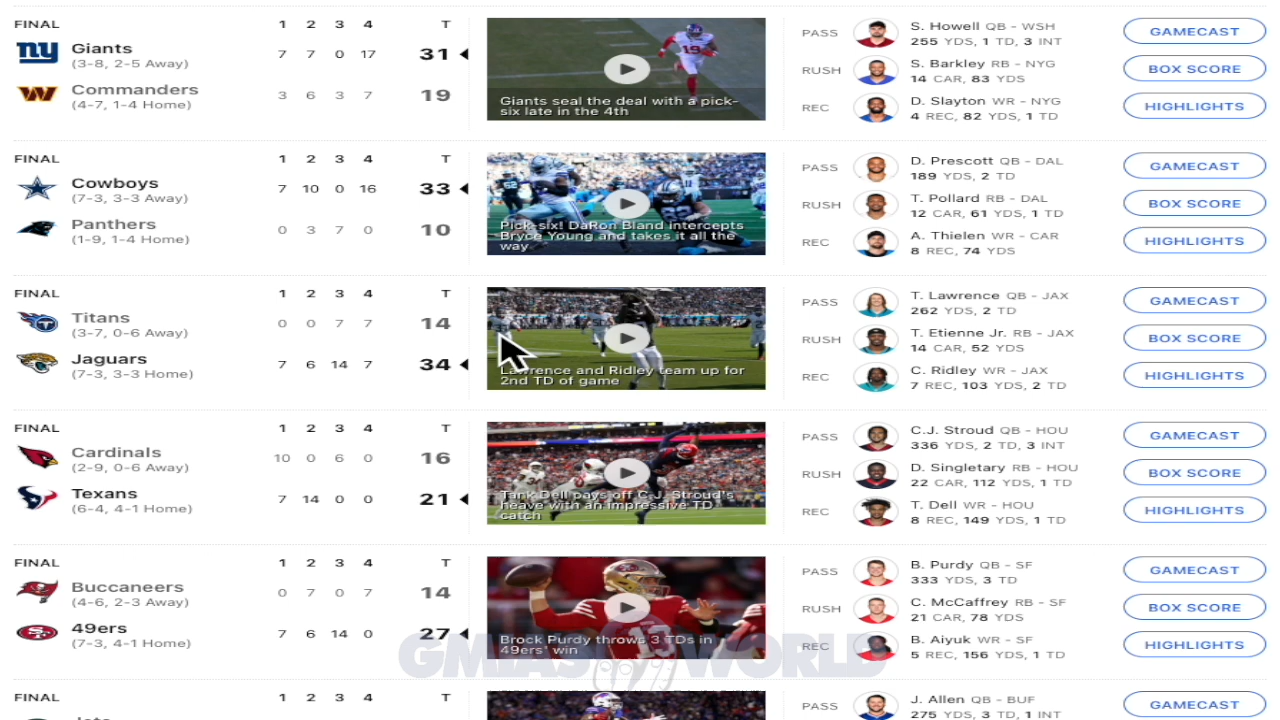 FINAL 1 2 3 4 T
Giants 7 7 0 17 31
(3-8, 2-5 Away)
Commanders 3 6 3 7 19
(4-7, 1-4 Home)
Giants seal the deal with a pick-
six late in the 4th
PASS S. Howell QB - WSH
255 YDS, 1 TD, 3 INT
RUSH S. Barkley RB - NYG
14 CAR, 83 YDS
REC D. Slayton WR - NYG
4 REC, 82 YDS, 1 TD
GAMECAST
BOX SCORE
HIGHLIGHTS
FINAL 1 2 3 4 T
Cowboys 7 10 0 16 33
(7-3, 3-3 Away)
Panthers 0 3 7 0 10
(1-9, 1-4 Home)
Pick-six! DaRon Bland intercepts
Bryce Young and takes it all the
way
PASS D. Prescott QB - DAL
189 YDS, 2 TD
RUSH T. Pollard RB - DAL
12 CAR, 61 YDS, 1 TD
REC A. Thielen WR - CAR
8 REC, 74 YDS
GAMECAST
BOX SCORE
HIGHLIGHTS
FINAL 1 2 3 4 T
Titans 0 0 7 7 14
(3-7, 0-6 Away)
Jaguars 7 6 14 7 34
(7-3, 3-3 Home)
Lawrence and Ridley team up for
2nd TD of game
PASS T. Lawrence QB - JAX
262 YDS, 2 TD
RUSH T. Etienne Jr. RB - JAX
14 CAR, 52 YDS
REC C. Ridley WR - JAX
7 REC, 103 YDS, 2 TD
GAMECAST
BOX SCORE
HIGHLIGHTS
FINAL 1 2 3 4 T
Cardinals 10 0 6 0 16
(2-9, 0-6 Away)
Texans 7 14 0 0 21
(6-4, 4-1 Home)
Tank Dell pays off C.J. Stroud's
heave with an impressive TD
catch
PASS C.J. Stroud QB - HOU
336 YDS, 2 TD, 3 INT
RUSH D. Singletary RB - HOU
22 CAR, 112 YDS, 1 TD
REC T. Dell WR - HOU
8 REC, 149 YDS, 1 TD
GAMECAST
BOX SCORE
HIGHLIGHTS
FINAL 1 2 3 4 T
Buccaneers 0 7 0 7 14
(4-6, 2-3 Away)
49ers 7 6 14 0 27
(7-3, 4-1 Home)
Brock Purdy throws 3 TDs in
49ers' win
PASS B. Purdy QB - SF
333 YDS, 3 TD
RUSH C. McCaffrey RB - SF
21 CAR, 78 YDS
REC B. Aiyuk WR - SF
5 REC, 156 YDS, 1 TD
GAMECAST
BOX SCORE
HIGHLIGHTS
WORLD
FINAL 1 2 3 4 T
PASS J. Allen QB - BUF
275 YDS, 3 TD, 1 INT
GAMECAST